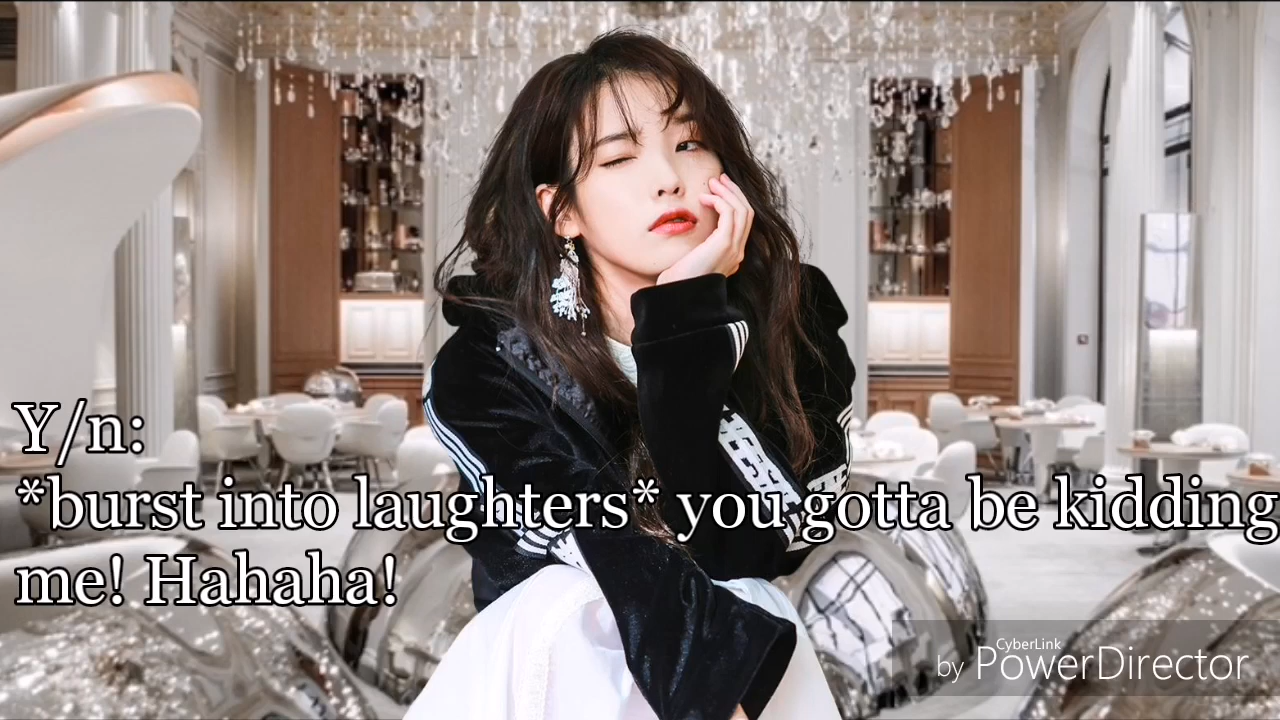 Y/n:
*burst into laughters* you gotta be kidding
me! Hahaha!
CyberLink
by PowerDirector